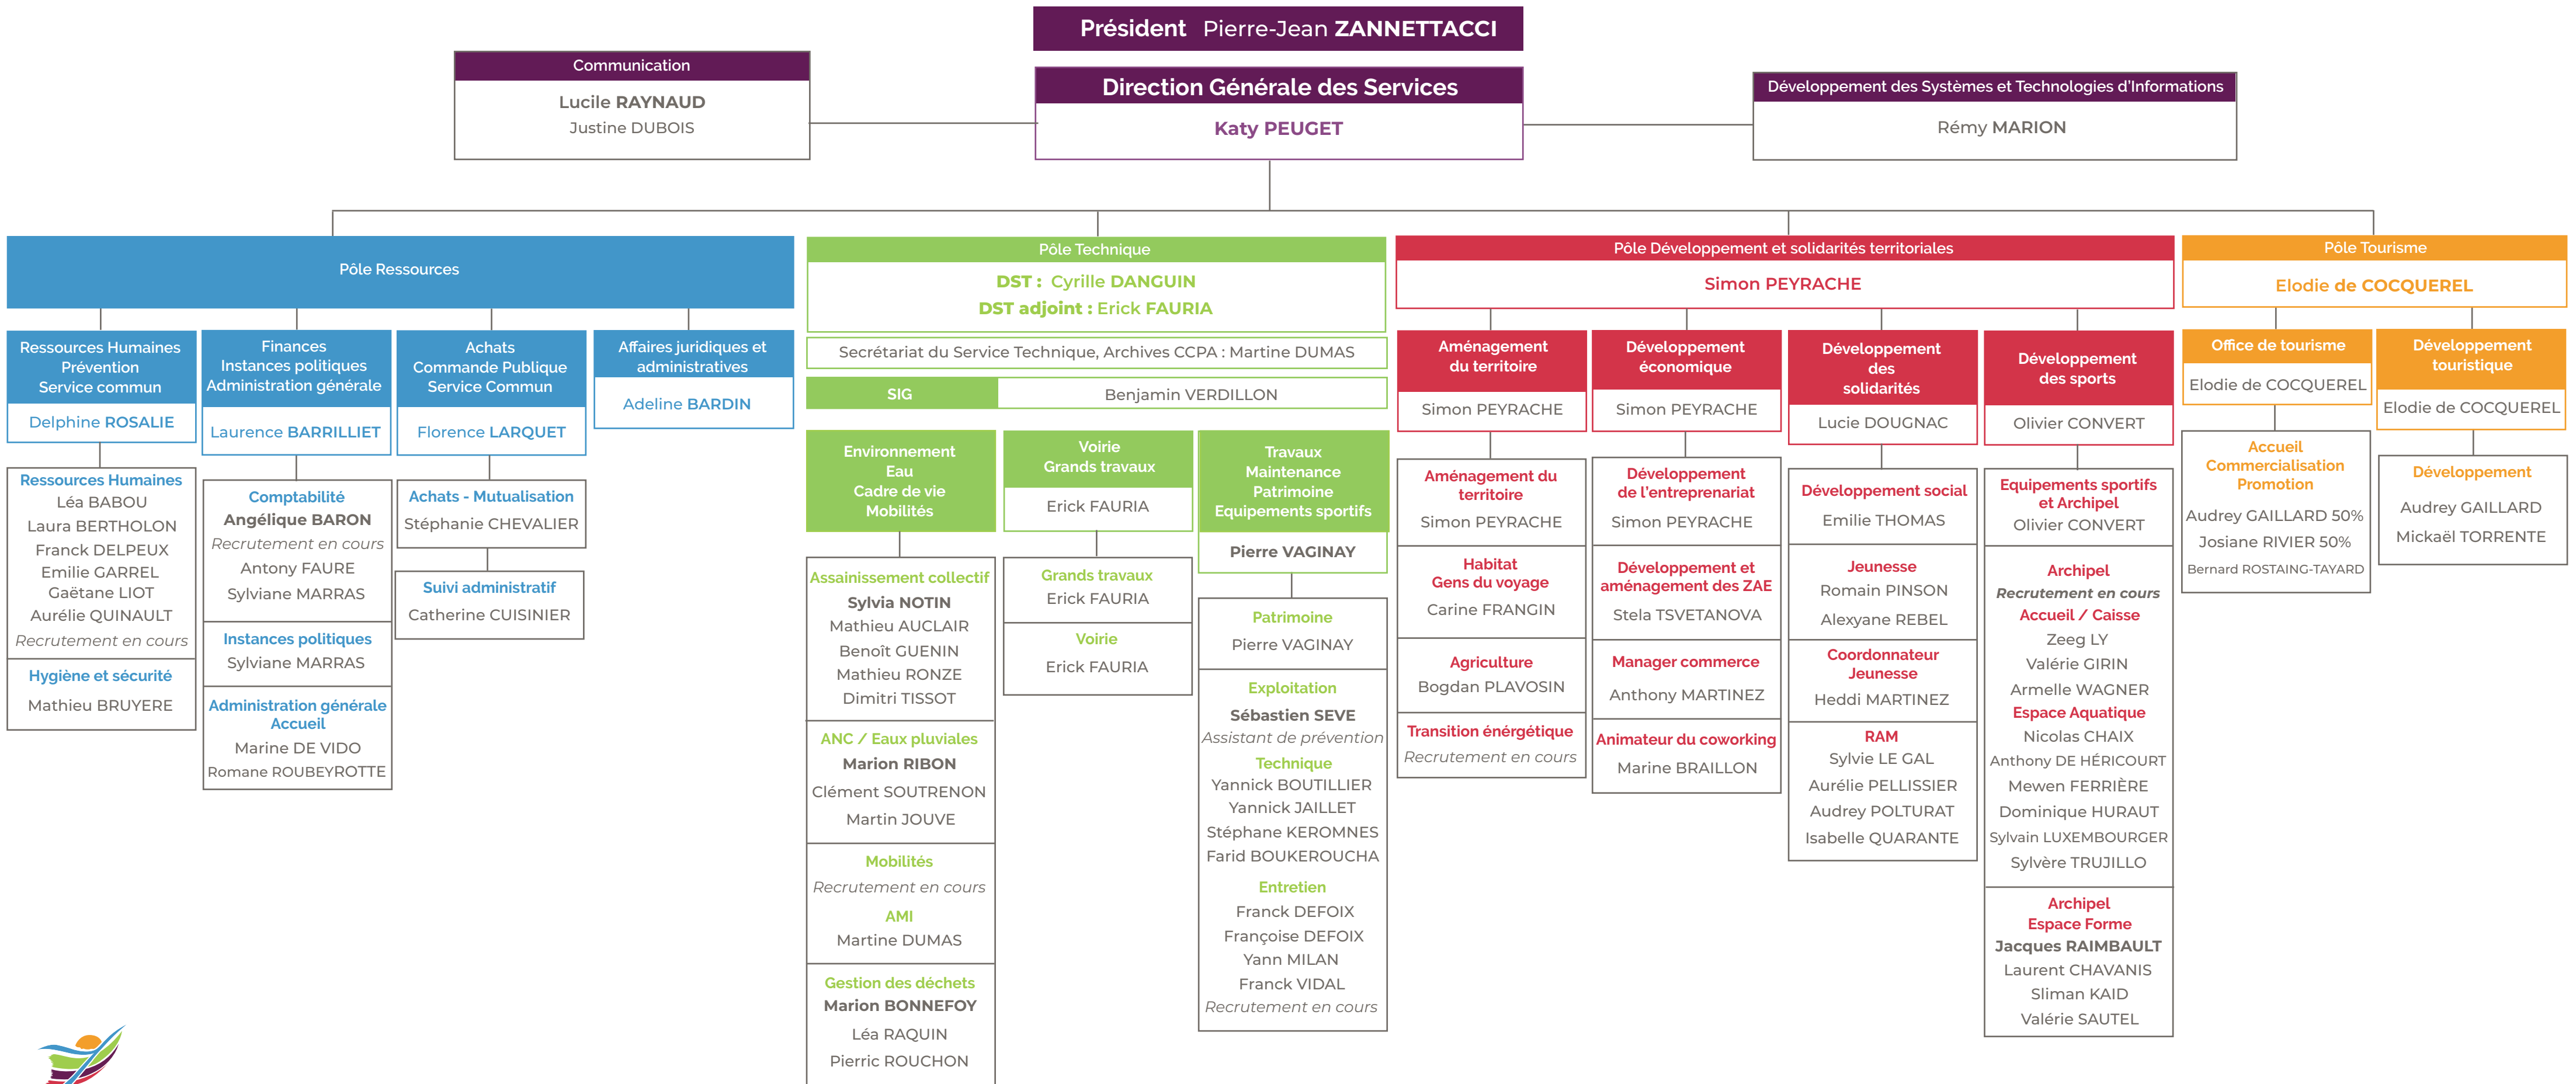 Président Pierre-Jean ZANNETTACCI
Communication
Lucile RAYNAUD
Justine DUBOIS
Direction Générale des Services
Katy PEUGET
Développement des Systèmes et Technologies d'Informations
Rémy MARION
Pôle Ressources
Ressources Humaines
Prévention
Service commun
Delphine ROSALIE
Ressources Humaines
Léa BABOU
Laura BERTHOLON
Franck DELPEUX
Emilie GARREL
Gaëtane LIOT
Aurélie QUINAULT
Recrutement en cours
Hygiène et sécurité
Mathieu BRUYERE
Finances
Instances politiques
Administration générale
Laurence BARRILLIET
Comptabilité
Angélique BARON
Recrutement en cours
Antony FAURE
Sylviane MARRAS
Instances politiques
Sylviane MARRAS
Administration générale
Accueil
Marine DE VIDO
Romane ROUBEYROTTE
Achats
Commande Publique
Service Commun
Florence LARQUET
Achats - Mutualisation
Stéphanie CHEVALIER
Suivi administratif
Catherine CUISINIER
Affaires juridiques et
administratives
Adeline BARDIN
Pôle Technique
DST : Cyrille DANGUIN
DST adjoint : Erick FAURIA
Secrétariat du Service Technique, Archives CCPA : Martine DUMAS
SIG
Benjamin VERDILLON
Environnement
Eau
Cadre de vie
Mobilités
Assainissement collectif
Sylvia NOTIN
Mathieu AUCLAIR
Benoît GUENIN
Mathieu RONZE
Dimitri TISSOT
ANC / Eaux pluviales
Marion RIBON
Clément SOUTRENON
Martin JOUVE
Mobilités
Recrutement en cours
AMI
Martine DUMAS
Gestion des déchets
Marion BONNEFOY
Léa RAQUIN
Pierric ROUCHON
Voirie
Grands travaux
Erick FAURIA
Grands travaux
Erick FAURIA
Voirie
Erick FAURIA
Travaux
Maintenance
Patrimoine
Equipements sportifs
Pierre VAGINAY
Patrimoine
Pierre VAGINAY
Exploitation
Sébastien SEVE
Assistant de prévention
Technique
Yannick BOUTILLIER
Yannick JAILLET
Stéphane KEROMNES
Farid BOUKEROUCHA
Entretien
Franck DEFOIX
Françoise DEFOIX
Yann MILAN
Franck VIDAL
Recrutement en cours
Pôle Développement et solidarités territoriales
Simon PEYRACHE
Aménagement
du territoire
Simon PEYRACHE
Aménagement du
territoire
Simon PEYRACHE
Habitat
Gens du voyage
Carine FRANGIN
Agriculture
Bogdan PLAVOSIN
Transition énérgétique
Recrutement en cours
Développement
économique
Simon PEYRACHE
Développement
de l'entreprenariat
Simon PEYRACHE
Développement et
aménagement des ZAE
Stela TSVETANOVA
Manager commerce
Anthony MARTINEZ
Animateur du coworking
Marine BRAILLON
Développement
des
solidarités
Lucie DOUGNAC
Développement social
Emilie THOMAS
Jeunesse
Romain PINSON
Alexyane REBEL
Coordonnateur
Jeunesse
Heddi MARTINEZ
RAM
Sylvie LE GAL
Aurélie PELLISSIER
Audrey POLTURAT
Isabelle QUARANTE
Développement
des sports
Olivier CONVERT
Equipements sportifs
et Archipel
Olivier CONVERT
Archipel
Recrutement en cours
Accueil / Caisse
Zeeg LY
Valérie GIRIN
Armelle WAGNER
Espace Aquatique
Nicolas CHAIX
Anthony DE HÉRICOURT
Mewen FERRIÈRE
Dominique HURAUT
Sylvain LUXEMBOURGER
Sylvère TRUJILLO
Archipel
Espace Forme
Jacques RAIMBAULT
Laurent CHAVANIS
Sliman KAID
Valérie SAUTEL
Pôle Tourisme
Elodie de COCQUEREL
Office de tourisme
Elodie de COCQUEREL
Accueil
Commercialisation
Promotion
Audrey GAILLARD 50%
Josiane RIVIER 50%
Bernard ROSTAING-TAYARD
Développement
touristique
Elodie de COCQUEREL
Développement
Audrey GAILLARD
Mickaël TORRENTE